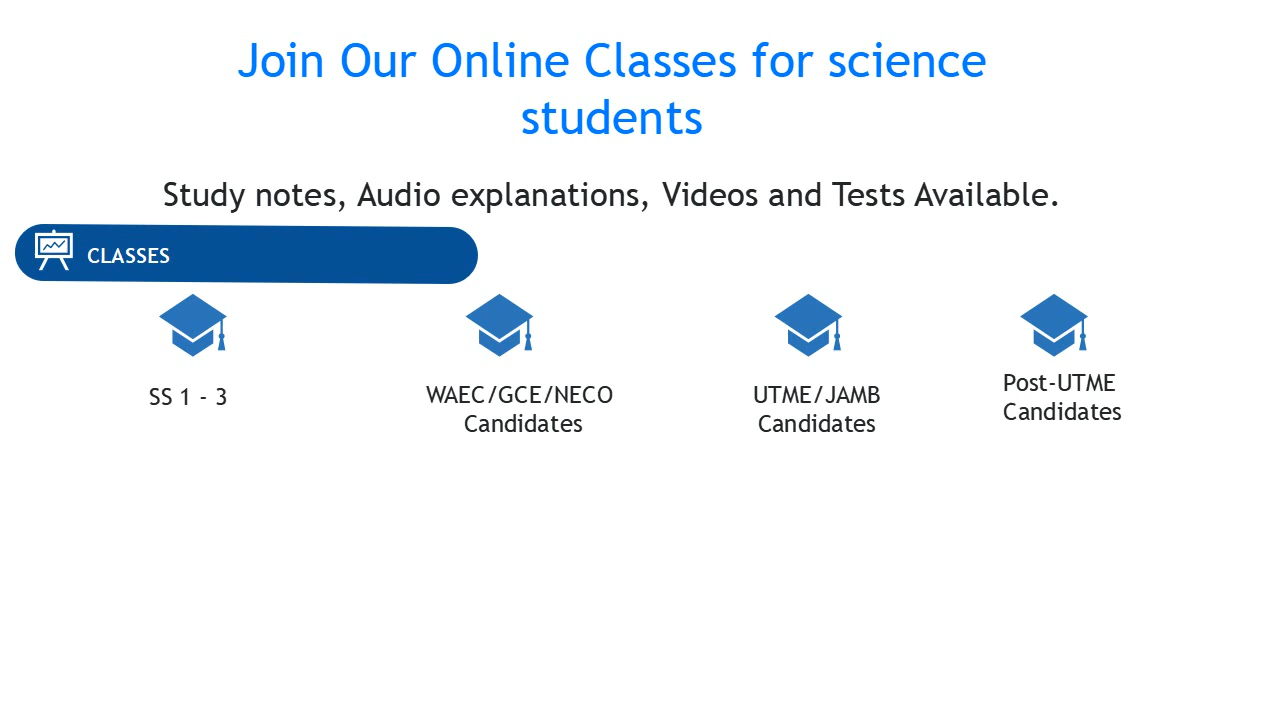 Join Our Online Classes for science
students
Study notes, Audio explanations, Videos and Tests Available.
CLASSES
SS 1 - 3
WAEC/GCE/NECO
Candidates
UTME/JAMB
Candidates
Post-UTME
Candidates